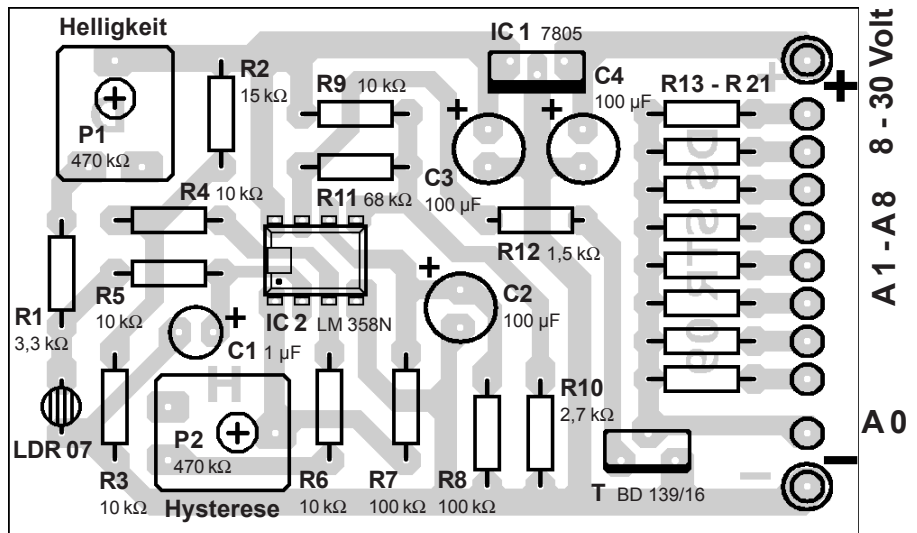 Helligkeit
IC 1 7805
R2
15 kΩ
R9 10 kΩ
C4
100 µF
R13 - R 21
8 - 30 Volt
+
P1
470 kΩ
+
+
R4 10 kΩ
R11 68 kΩ
C3
100 µF
DS SLR 09
A 1 - A 8
R12 1,5 kΩ
R1
3,3 kΩ
R5
10 kΩ
+
C2
100 µF
IC 2 LM 358N
+
C1 1 µF
H
R10
2,7 kΩ
LDR 07
P2
470 kΩ
A 0
R3
10 kΩ
Hysterese
R6
10 kΩ
R7
100 kΩ
R8
100 kΩ
T BD 139/16
−